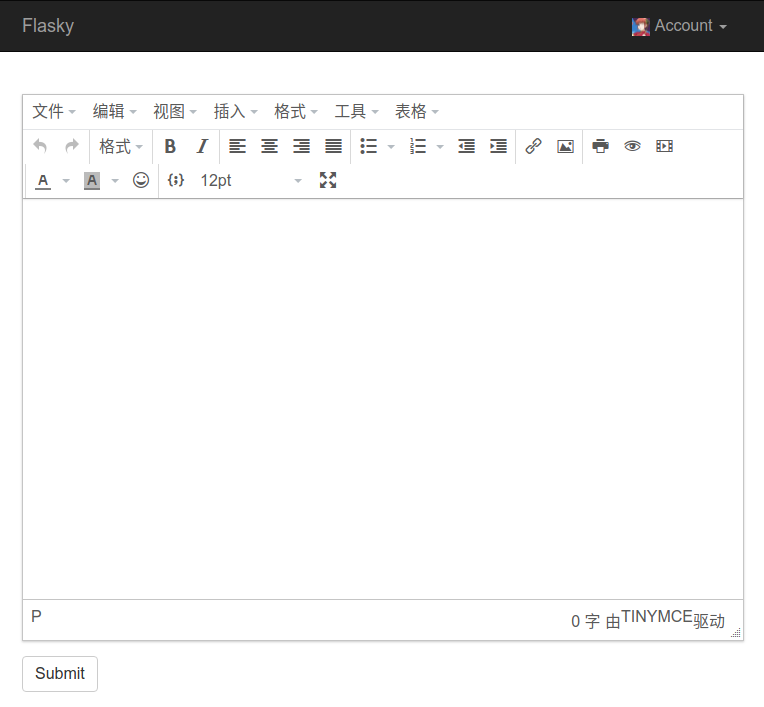 Flasky Account
文件 编辑 视图 插入 格式 工具 表格
格式 B I
A A {;} 12pt
P 0 字 由TINYMCE驱动
Submit